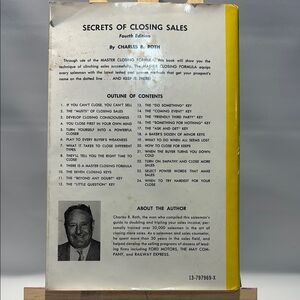 SECRETS OF CLOSING SALES
Fourth Edition
By CHARLES B. ROTH
Through use of the MASTER CLOSING FORMULA, this book will show you the
technique of climbing sales successfully. The MASTER CLOSING FORMULA equips
every salesman with the latest tested and proven methods that get your prospect's
name on the dotted line . . . AND KEEP IT THERE!
OUTLINE OF CONTENTS
1. IF YOU CAN'T CLOSE, YOU CAN'T SELL
2. THE "MUSTS" OF CLOSING SALES
3. DEVELOP CLOSING CONSCIOUSNESS
4. YOU CLOSE FIRST IN YOUR OWN MIND
5. TURN YOURSELF INTO A POWERFUL
CLOSER
6. PLAY TO EVERY BUYER'S WEAKNESS
7. WHAT IT TAKES TO CLOSE DIFFERENT
TYPES
8. THEY'LL TELL YOU THE RIGHT TIME TO
CLOSE
9. THERE IS A MASTER CLOSING FORMULA
10. THE SEVEN CLOSING KEYS
11. THE "BEYOND ANY DOUBT" KEY
12. THE "LITTLE QUESTION" KEY
13. THE "DO SOMETHING" KEY
14. THE "COMING EVENT" KEY
15. THE "FRIENDLY THIRD PARTY" KEY
16. THE "SOMETHING FOR NOTHING" KEY
17. THE "ASK AND GET" KEY
18. A BAKER'S DOZEN OF MINOR KEYS
19. WHAT TO DO WHEN ALL SEEMS LOST
20. HOW TO CLOSE FOR KEEPS
21. WHEN THE BUYER TURNS YOU DOWN
COLD
22. TURN ON EMPATHY AND CLOSE MORE
SALES
23. SELECT POWER WORDS THAT MAKE
SALES
24. WHEN TO TRY HARDEST FOR YOUR
CLOSE
ABOUT THE AUTHOR
Charles B. Roth, the man who compiled this salesman's
guide to doubling and tripling your sales income, per-
sonally trained over 20,000 salesmen in the art of
closing more sales. As a salesman and sales counselor,
he spent more than 30 years in the sales field, and
helped develop the selling programs of dozens of lead-
ing firms including FORD MOTORS, THE MAY COM-
PANY, and RAILWAY EXPRESS.
13-797969-X